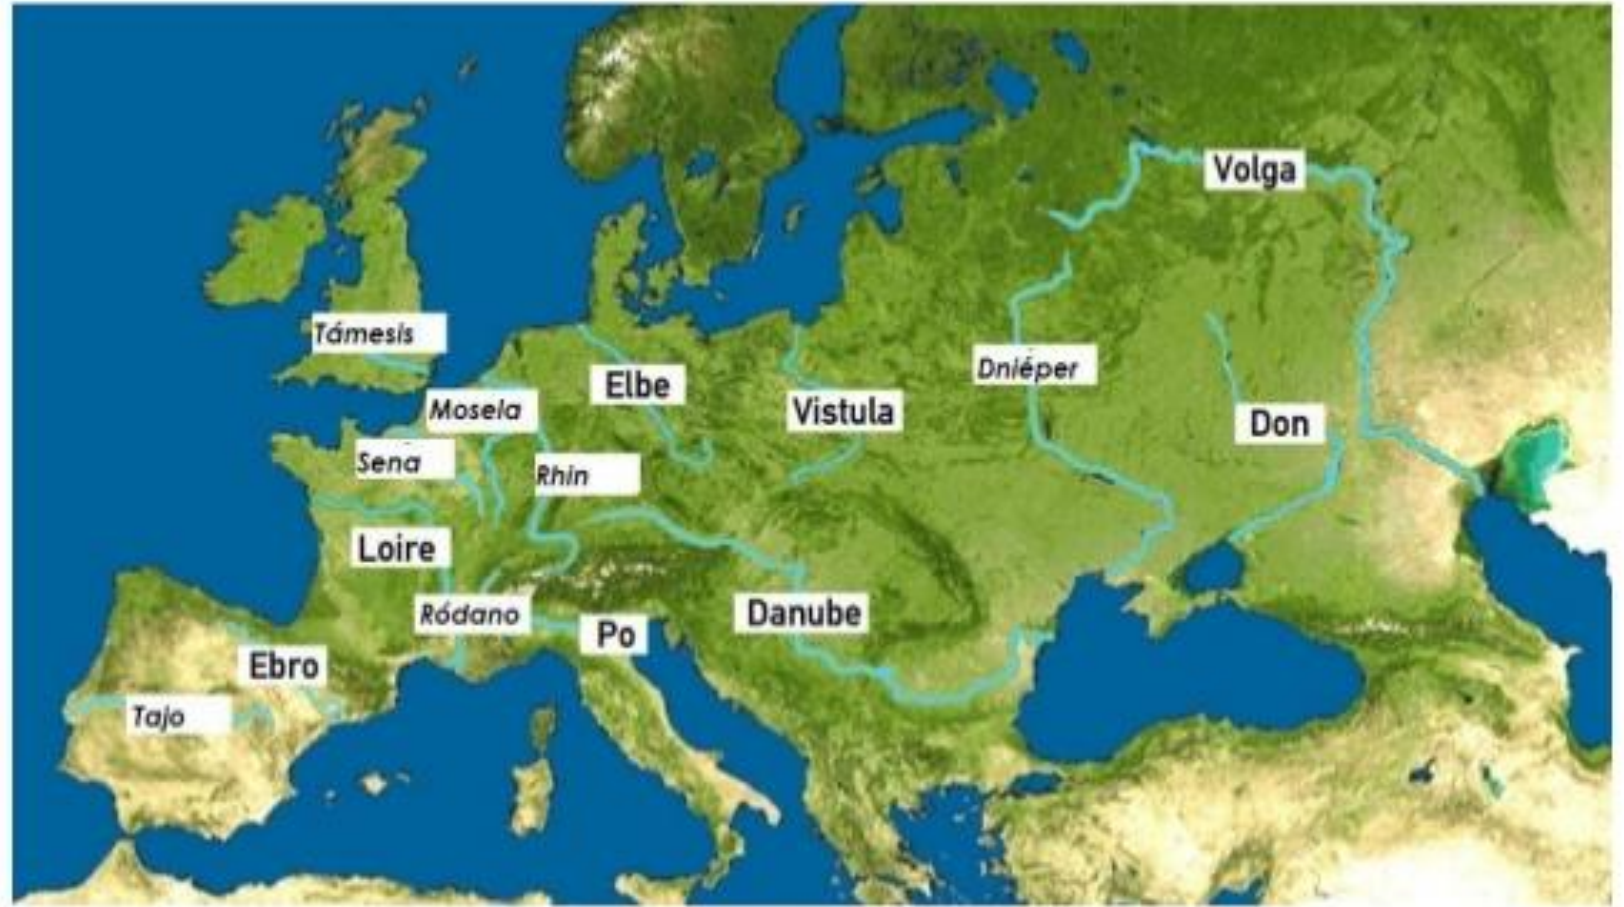 Volga
Támesis
Dniéper
Elbe
Mosela
Vistula
Don
Sena
Rhin
Loire
Ródano
Danube
Po
Ebro
Tajo